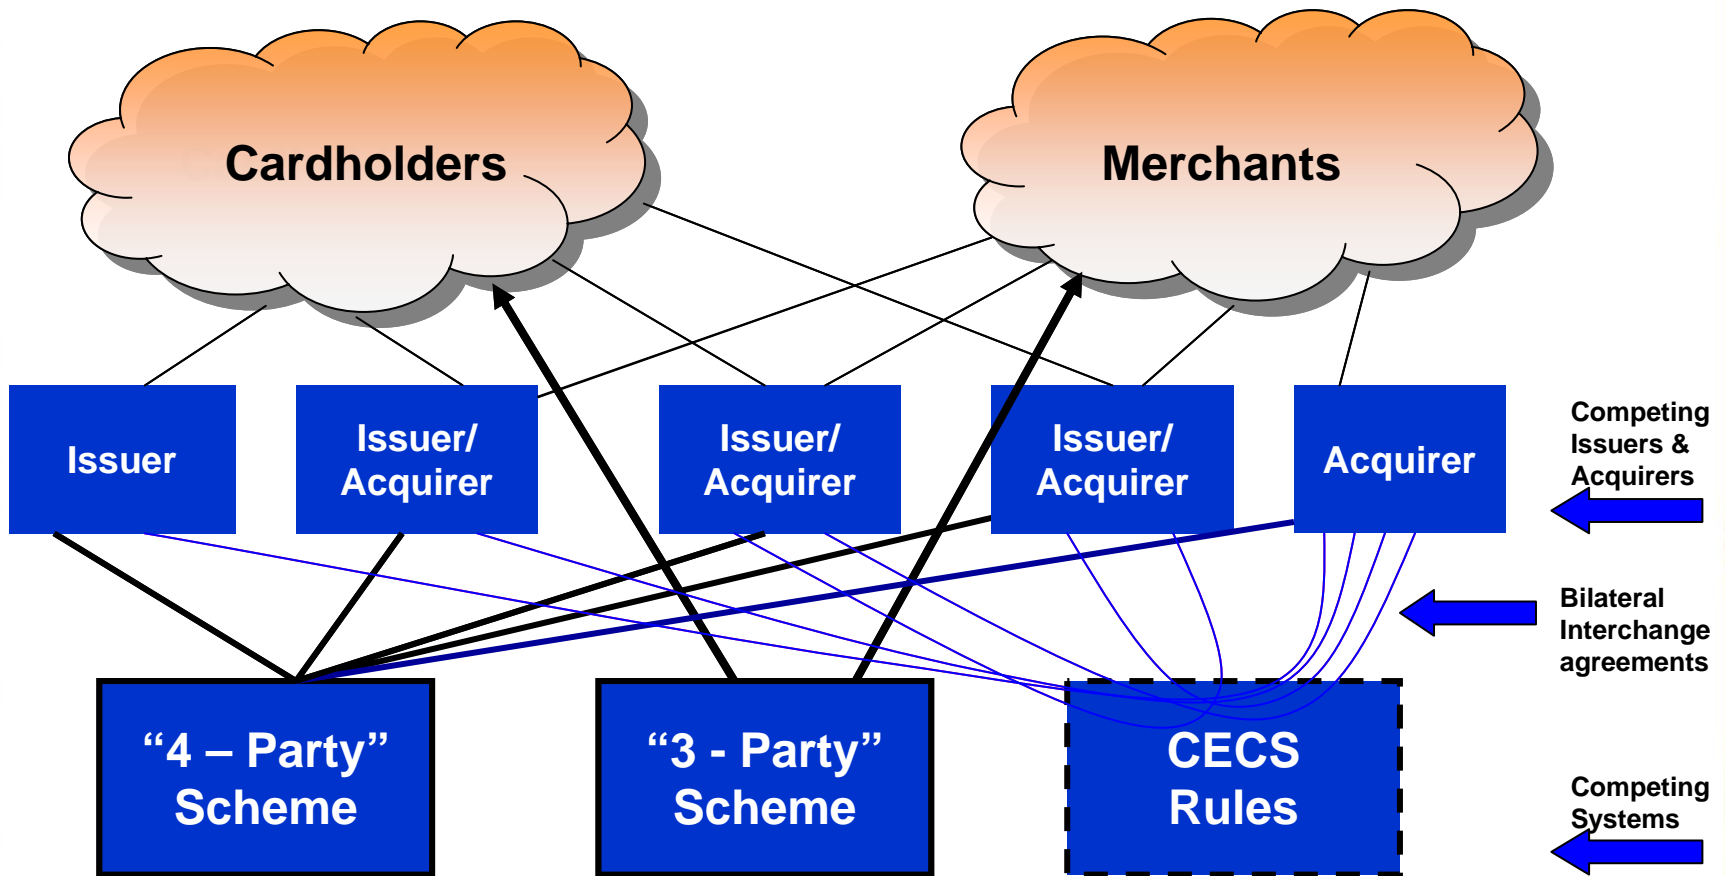 Cardholders
Merchants
Issuer
Issuer/
Acquirer
Issuer/
Acquirer
Issuer/
Acquirer
Acquirer
Competing
Issuers &
Acquirers
Bilateral
Interchange
agreements
“4 – Party”
Scheme
“3 - Party”
Scheme
CECS
Rules
Competing
Systems